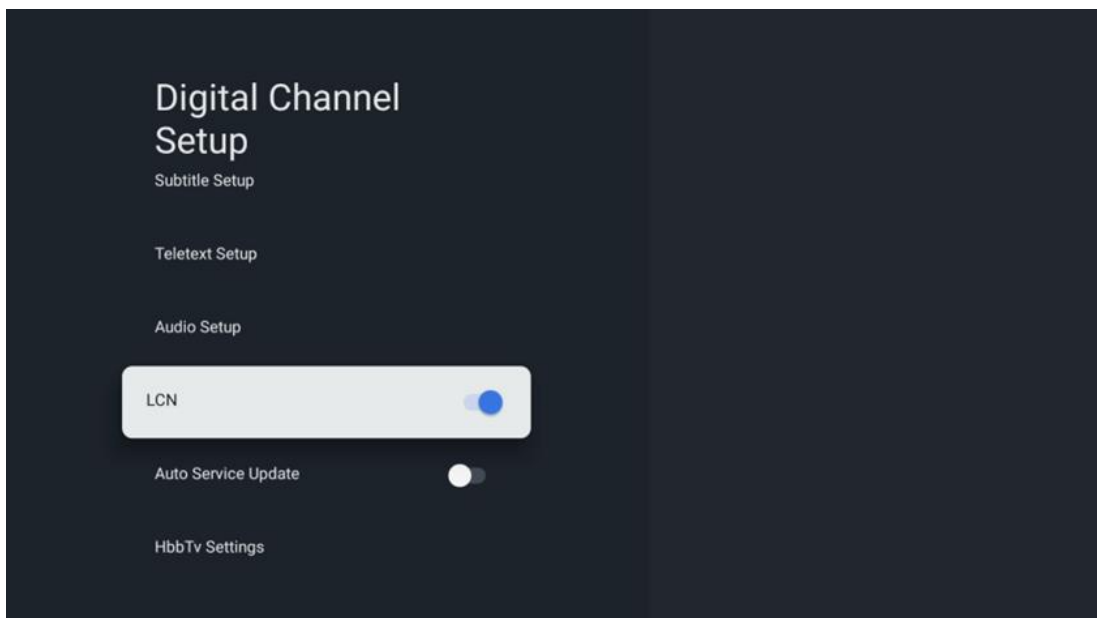 Digital Channel
Setup
Subtitle Setup
Teletext Setup
Audio Setup
LCN
Auto Service Update
HbbTv Settings